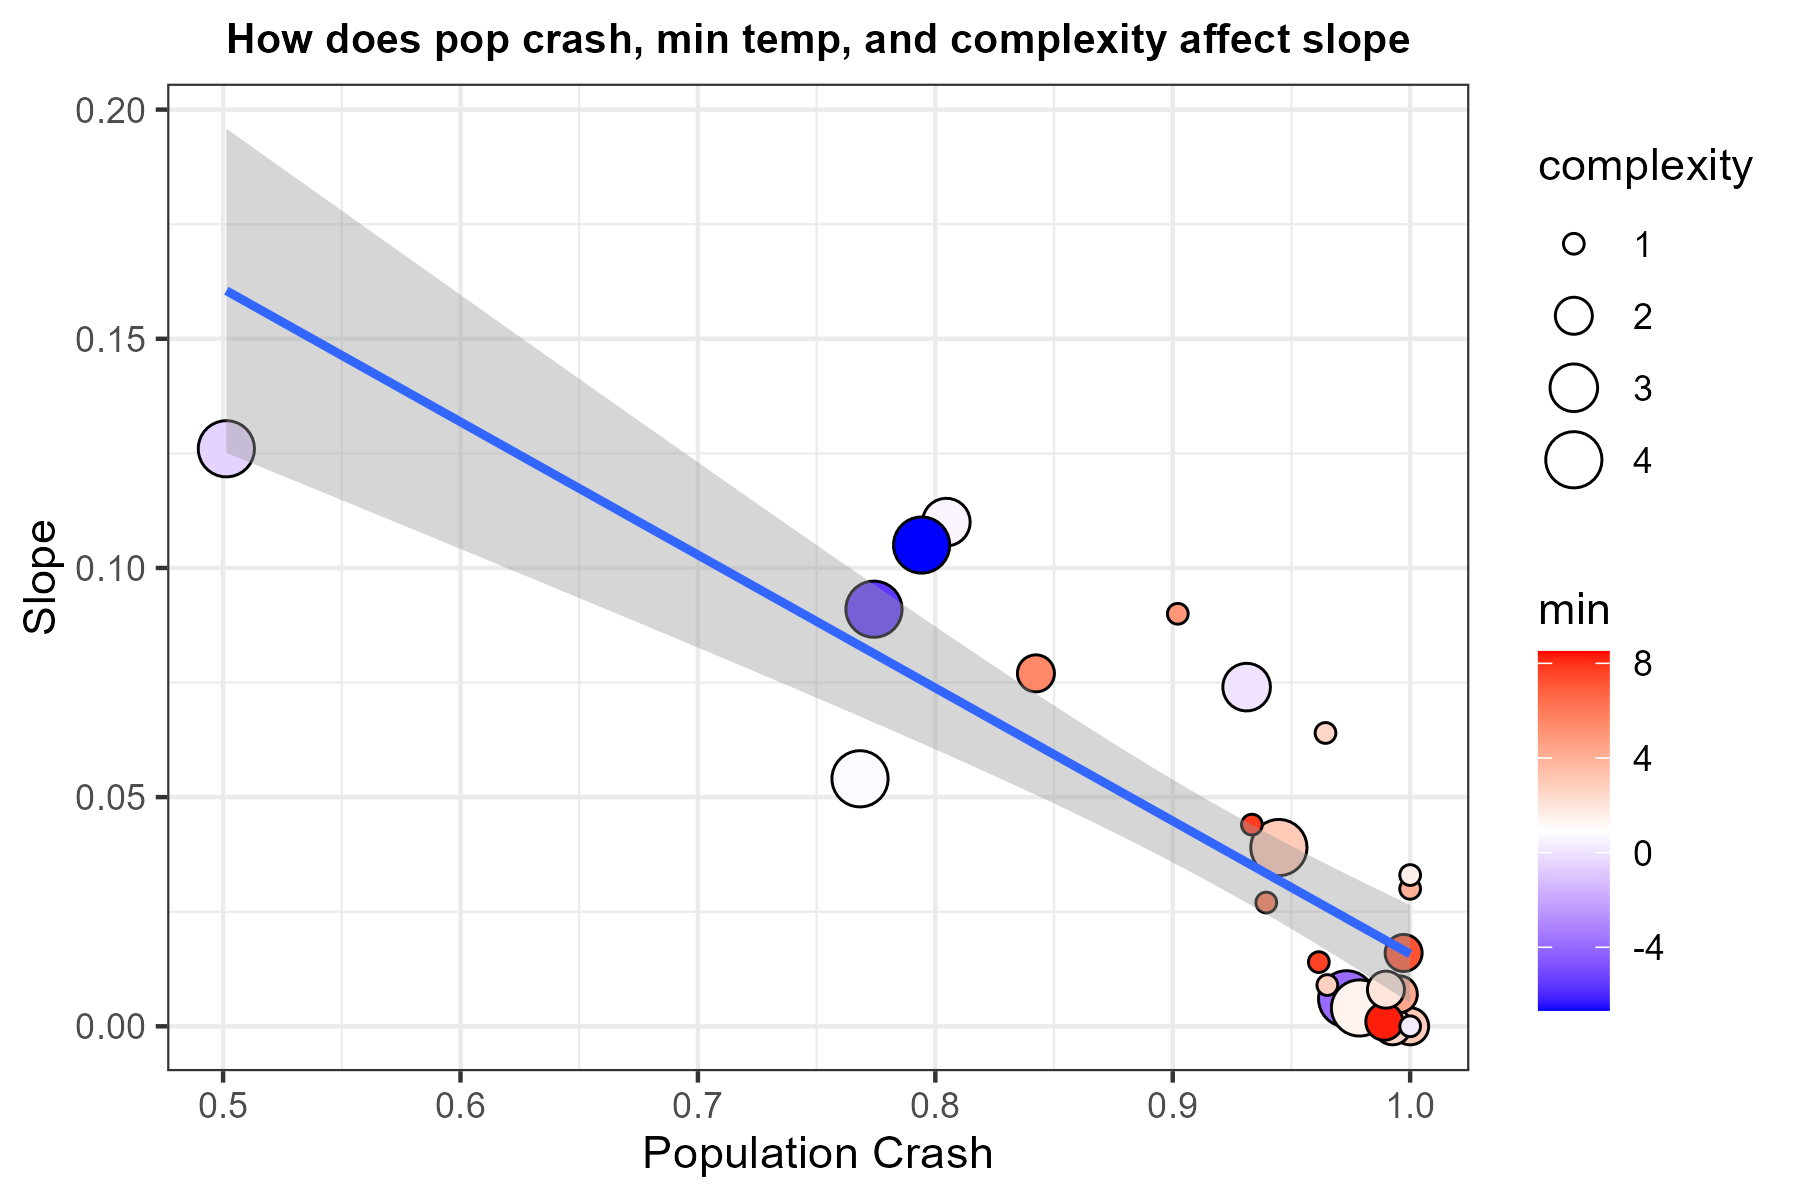 How does pop crash, min temp, and complexity affect slope
0.20
0.15
0.10
0.05
0.00
Slope
0.5 0.6 0.7 0.8 0.9 1.0
Population Crash
complexity
1
2
3
4
min
8
4
0
-4